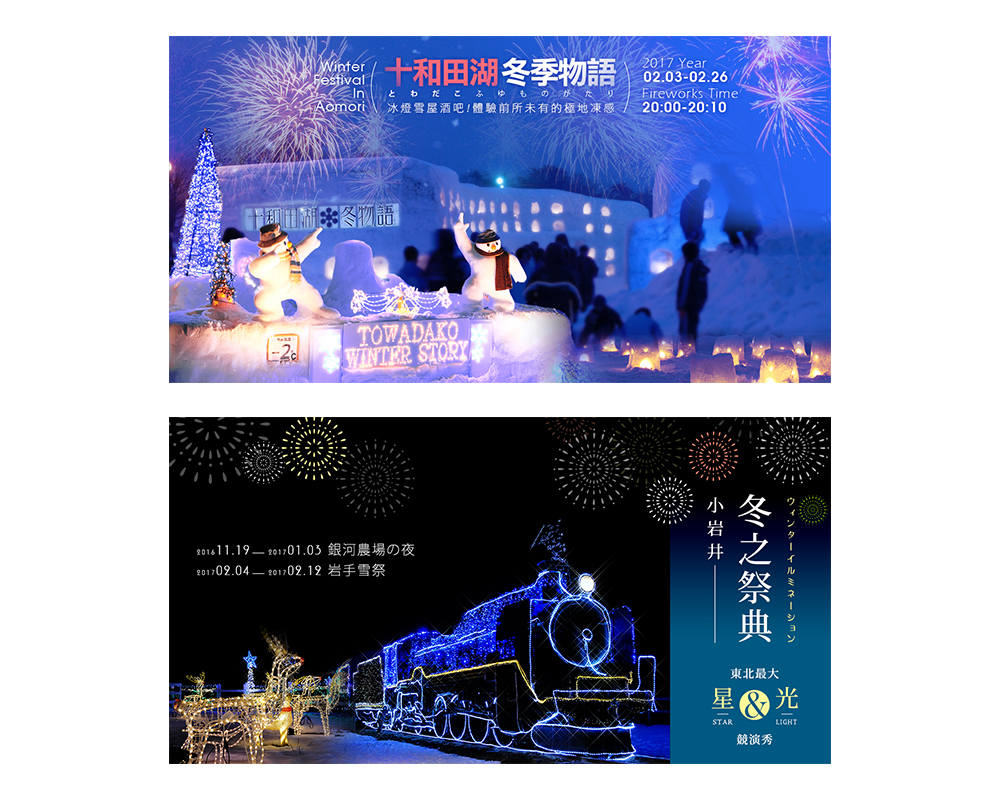 Winter
Festival
In
Aomori
十和田湖 冬季物語
とわだこふゆものがたり
冰燈雪屋酒吧!體驗前所未有的極地凍感
2017 Year
02.03-02.26
Fireworks Time
20:00-20:10
十和田湖 冬物語
TOWADAKO
WINTER STORY
-2℃
2016 11.19 — 2017 01.03 銀河農場の夜
2017 02.04 — 2017 02.12 岩手雪祭
ウィンターイルミネーション
冬之祭典
小岩井
東北最大
星 & 光
STAR LIGHT
競演秀